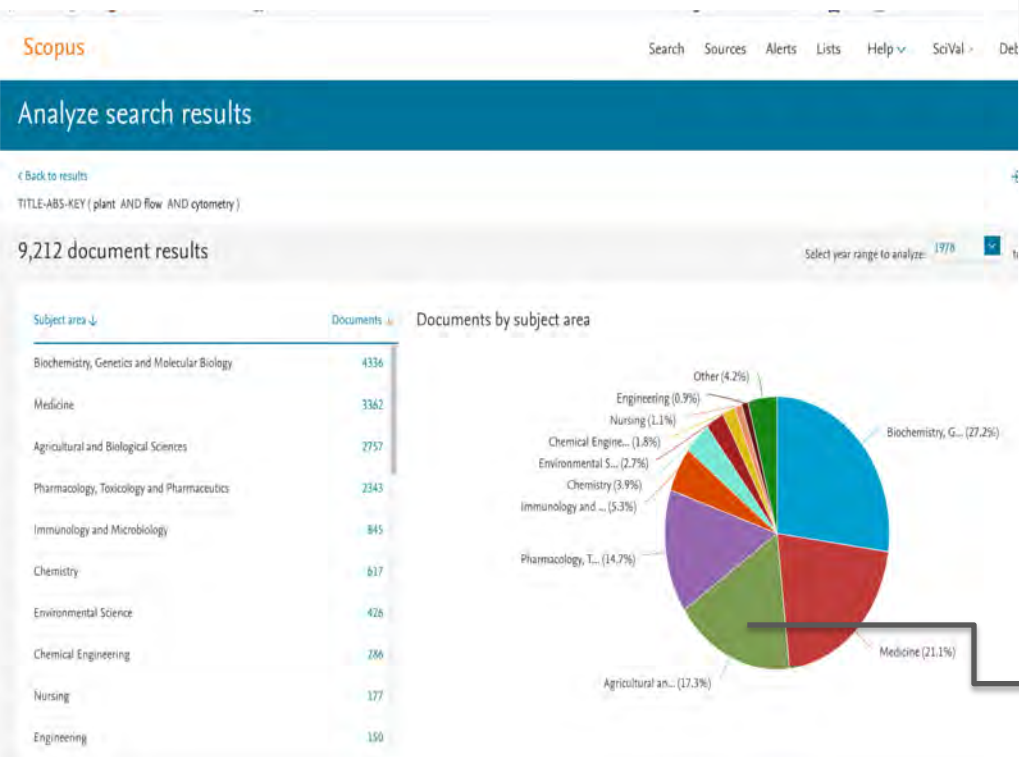 Scopus
Search Sources Alerts Lists Help SciVal Deb
Analyze search results
< Back to results
TITLE-ABS-KEY ( plant AND flow AND cytometry )
9,212 document results
Select year range to analyze: 1978 to
Subject area ↓ Documents
Documents by subject area
Biochemistry, Genetics and Molecular Biology 4336
Medicine 3362
Agricultural and Biological Sciences 2757
Pharmacology, Toxicology and Pharmaceutics 2343
Immunology and Microbiology 845
Chemistry 617
Environmental Science 426
Chemical Engineering 286
Nursing 177
Engineering 150
Other (4.2%)
Engineering (0.9%)
Nursing (1.1%)
Chemical Engine... (1.8%)
Environmental S... (2.7%)
Chemistry (3.9%)
Immunology and ... (5.3%)
Pharmacology, T... (14.7%)
Agricultural an... (17.3%)
Biochemistry, G... (27.2%)
Medicine (21.1%)